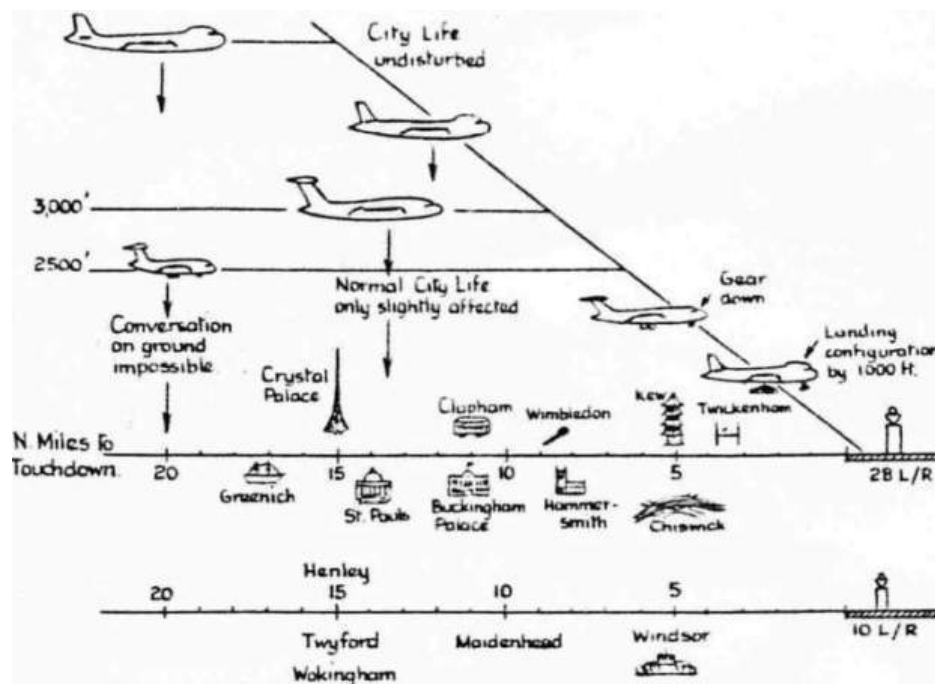 City Life
undisturbed
3,000'
2500'
Normal City Life
only slightly affected
Gear
down
Conversation
on ground
impossible
Landing
configuration
by 1000 ft.
Crystal
Palace
Clapham
Wimbledon
Kew
Twickenham
N. Miles to
Touchdown.
20
15
10
5
28 L/R
Greenich
St. Pauls
Buckingham
Palace
Hammer-
smith
Chiswick
Henley
20
15
10
5
10 L/R
Twyford
Maidenhead
Windsor
Wokingham